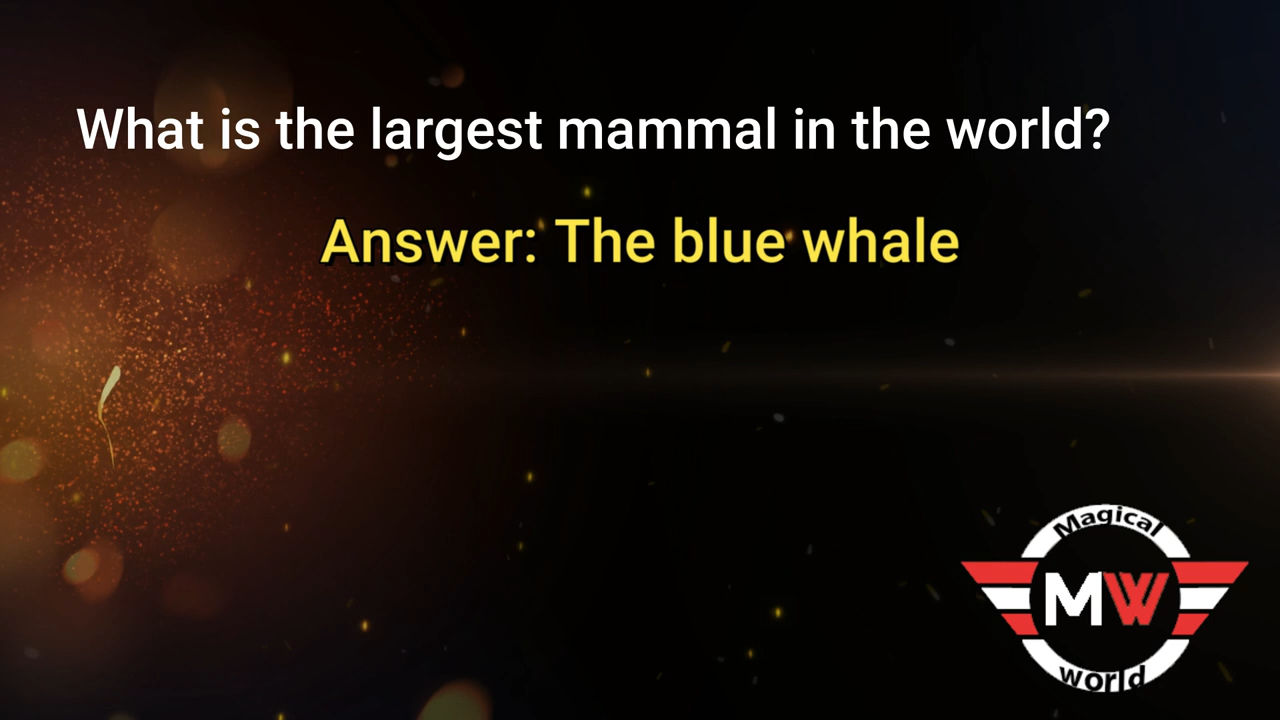 What is the largest mammal in the world?
Answer: The blue whale
Magical
MW
world